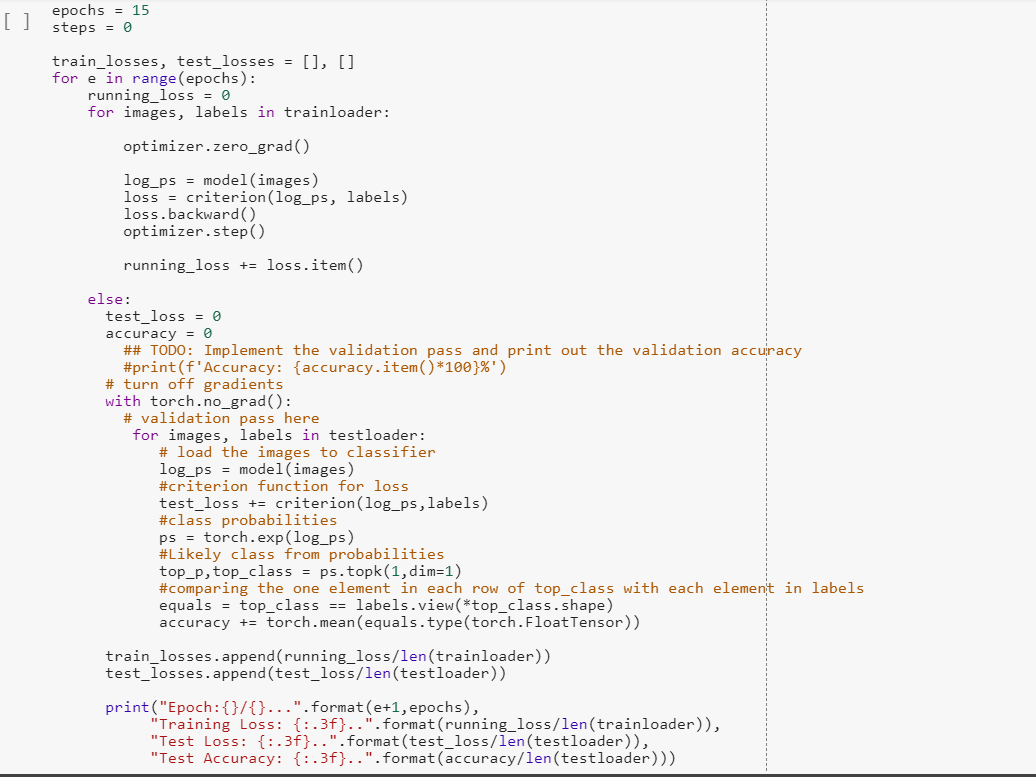 [ ]
epochs = 15
steps = 0
train_losses, test_losses = [], []
for e in range(epochs):
    running_loss = 0
    for images, labels in trainloader:
        optimizer.zero_grad()
        log_ps = model(images)
        loss = criterion(log_ps, labels)
        loss.backward()
        optimizer.step()
        running_loss += loss.item()
    else:
      test_loss = 0
      accuracy = 0
        ## TODO: Implement the validation pass and print out the validation accuracy
        #print(f'Accuracy: {accuracy.item()*100}%')
      # turn off gradients
      with torch.no_grad():
        # validation pass here
         for images, labels in testloader:
            # load the images to classifier
            log_ps = model(images)
            #criterion function for loss
            test_loss += criterion(log_ps,labels)
            #class probabilities
            ps = torch.exp(log_ps)
            #Likely class from probabilities
            top_p,top_class = ps.topk(1,dim=1)
            #comparing the one element in each row of top_class with each element in labels
            equals = top_class == labels.view(*top_class.shape)
            accuracy += torch.mean(equals.type(torch.FloatTensor))
      train_losses.append(running_loss/len(trainloader))
      test_losses.append(test_loss/len(testloader))
      print("Epoch:{}/{}...".format(e+1,epochs),
           "Training Loss: {:.3f}..".format(running_loss/len(trainloader)),
           "Test Loss: {:.3f}..".format(test_loss/len(testloader)),
           "Test Accuracy: {:.3f}..".format(accuracy/len(testloader)))